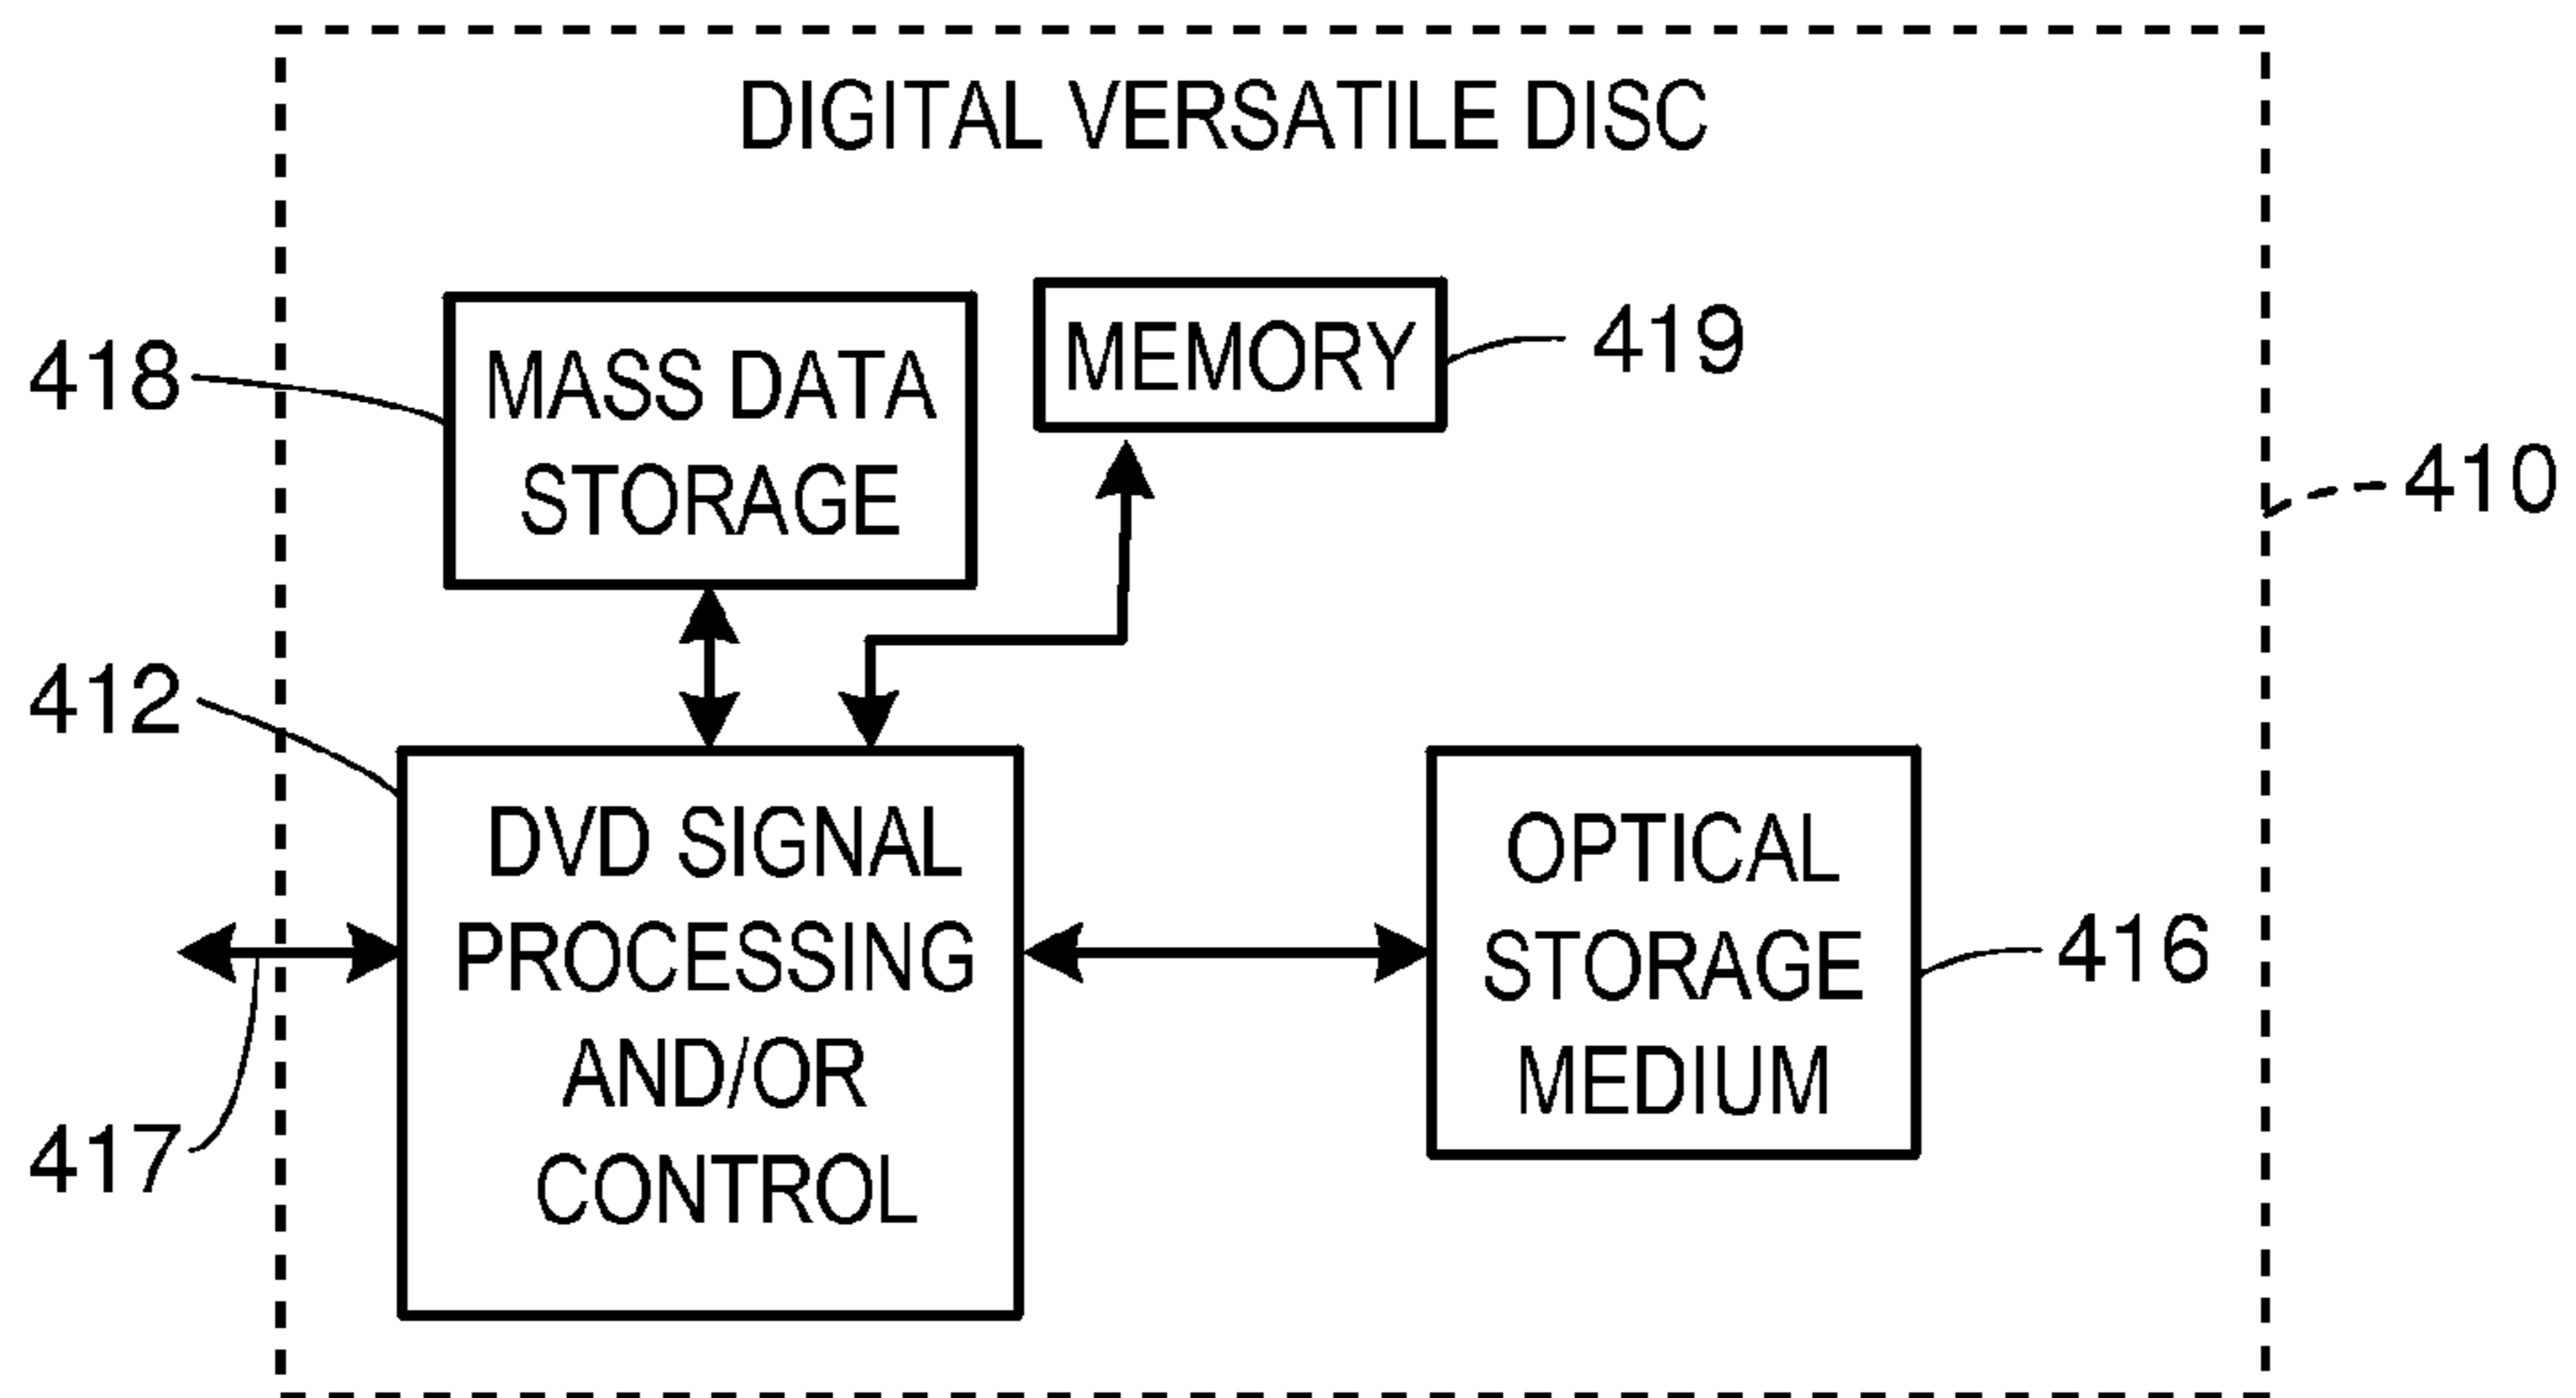 DIGITAL VERSATILE DISC
418
MASS DATA
STORAGE
MEMORY
419
410
412
DVD SIGNAL
PROCESSING
AND/OR
CONTROL
OPTICAL
STORAGE
MEDIUM
416
417